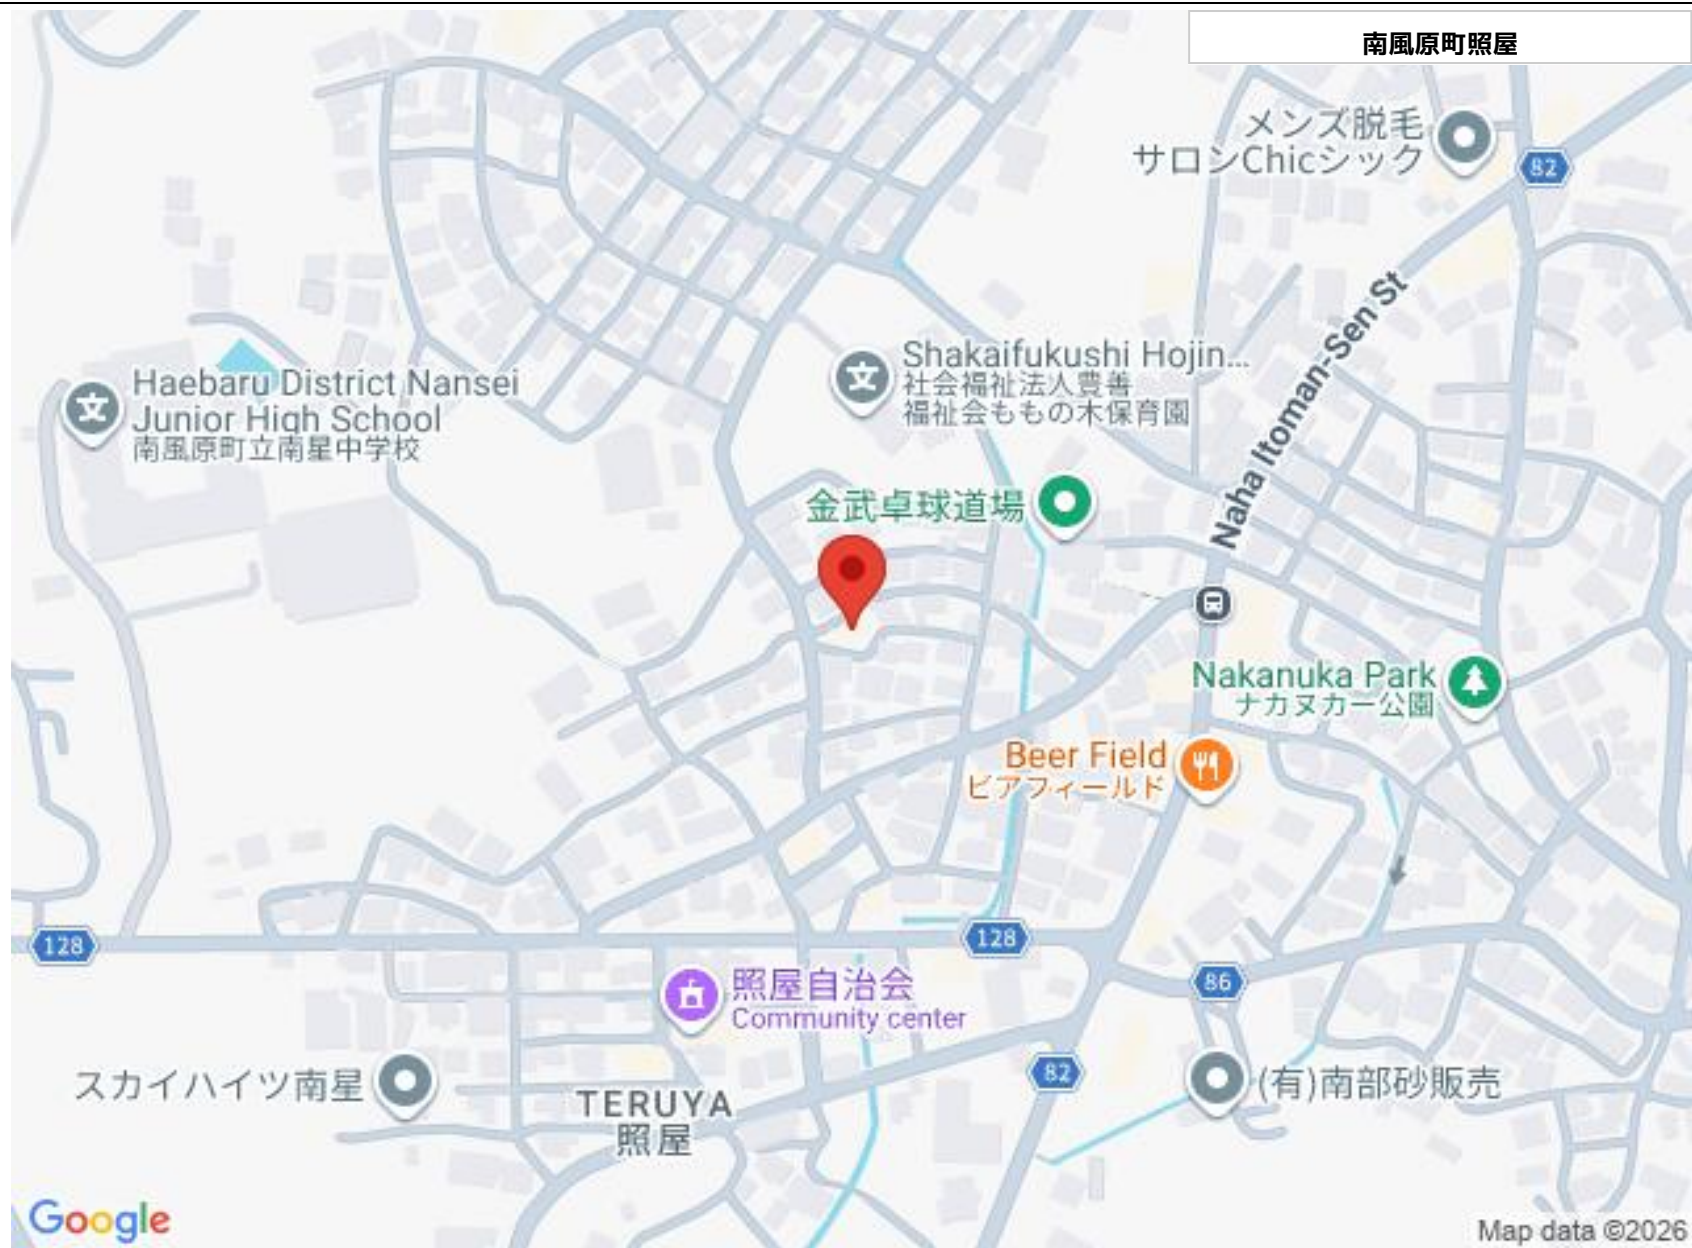 南風原町照屋
メンズ脱毛
サロンChicシック
82
Naha Itoman-Sen St
Shakaifukushi Hojin...
社会福祉法人豊善
福祉会ももの木保育園
Haebaru District Nansei
Junior High School
南風原町立南星中学校
金武卓球道場
Nakanuka Park
ナカヌカー公園
Beer Field
ビアフィールド
128
128
86
照屋自治会
Community center
82
スカイハイツ南星
(有)南部砂販売
TERUYA
照屋
Google
Map data ©2026